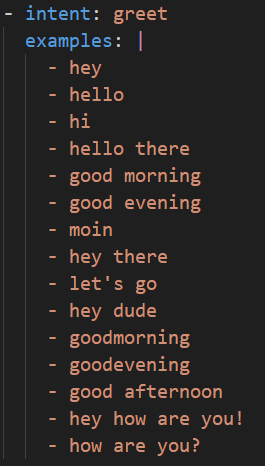 - intent: greet
examples: |
- hey
- hello
- hi
- hello there
- good morning
- good evening
- moin
- hey there
- let's go
- hey dude
- goodmorning
- goodevening
- good afternoon
- hey how are you!
- how are you?